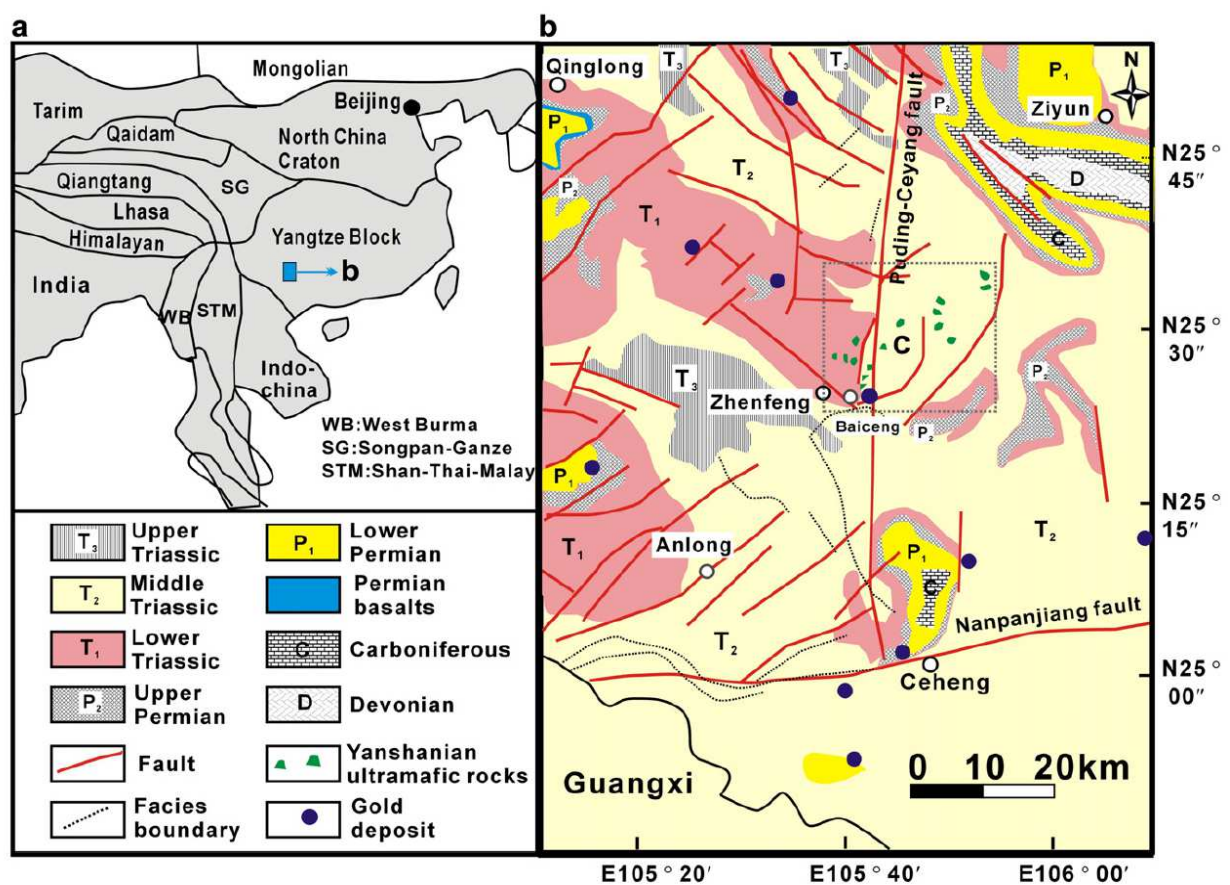 a
Mongolian
Beijing
Tarim
Qaidam
North China
Craton
SG
Qiangtang
Lhasa
Himalayan
Yangtze Block
b
India
WB
STM
Indo-
china
WB:West Burma
SG:Songpan-Ganze
STM:Shan-Thai-Malay
T3
Upper
Triassic
P1
Lower
Permian
T2
Middle
Triassic
Permian
basalts
T1
Lower
Triassic
C
Carboniferous
P2
Upper
Permian
D
Devonian
Fault
Yanshanian
ultramafic rocks
Facies
boundary
Gold
deposit
b
Qinglong
T3
T3
P1
N
P2
Ziyun
P1
T2
Puding-Ceyang fault
N25°
45″
D
P2
T1
C
C
N25°
30″
T3
P2
Zhenfeng
Baiceng
P2
P1
N25°
15″
T2
T1
Anlong
P1
C
Nanpanjiang fault
T2
Ceheng
N25°
00″
0 10 20km
Guangxi
E105°20′
E105°40′
E106°00′